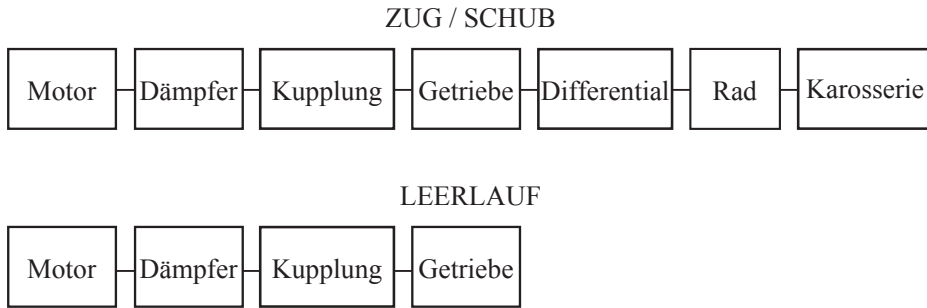 ZUG / SCHUB
Motor Dämpfer Kupplung Getriebe Differential Rad Karosserie
LEERLAUF
Motor Dämpfer Kupplung Getriebe